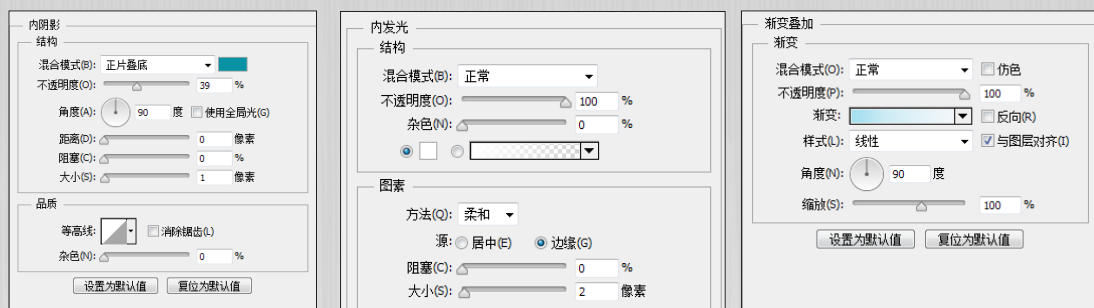 内阴影
结构
混合模式(B): 正片叠底
不透明度(O): 39 %
角度(A): 90 度 使用全局光(G)
距离(D): 0 像素
阻塞(C): 0 %
大小(S): 1 像素
品质
等高线: 消除锯齿(L)
杂色(N): 0 %
设置为默认值 复位为默认值
内发光
结构
混合模式(B): 正常
不透明度(O): 100 %
杂色(N): 0 %
图素
方法(Q): 柔和
源: 居中(E) 边缘(G)
阻塞(C): 0 %
大小(S): 2 像素
渐变叠加
渐变
混合模式(O): 正常 仿色
不透明度(P): 100 %
渐变: 反向(R)
样式(L): 线性 与图层对齐(I)
角度(N): 90 度
缩放(S): 100 %
设置为默认值 复位为默认值